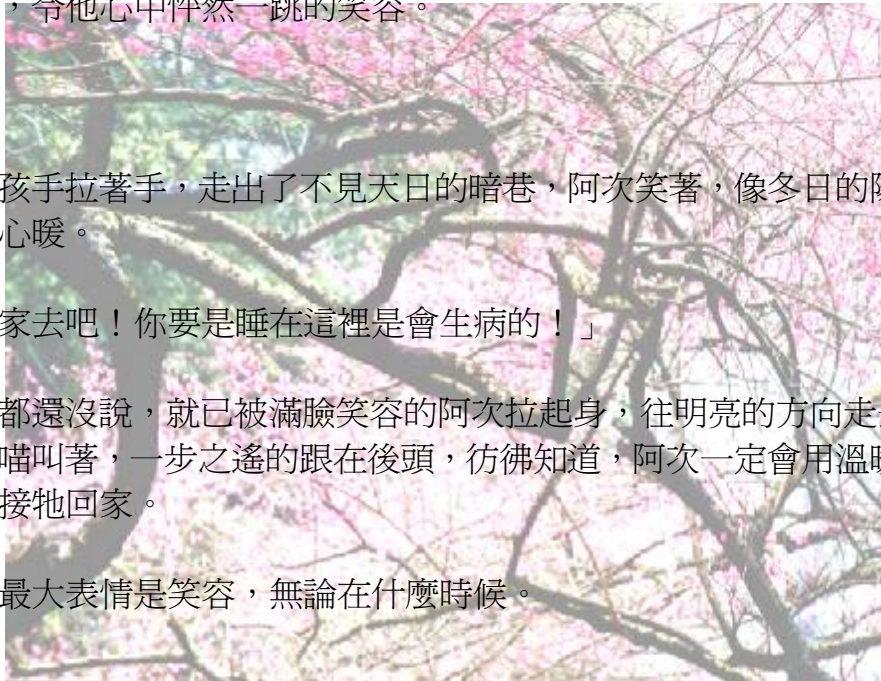 ，令他心中怦然一跳的笑容。
孩手拉著手，走出了不見天日的暗巷，阿次笑著，像冬日的陽
心暖。
家去吧！你要是睡在這裡是會生病的！」
都還沒說，就已被滿臉笑容的阿次拉起身，往明亮的方向走
喵叫著，一步之遙的跟在後頭，彷彿知道，阿次一定會用溫暖
接牠回家。
最大表情是笑容，無論在什麼時候。